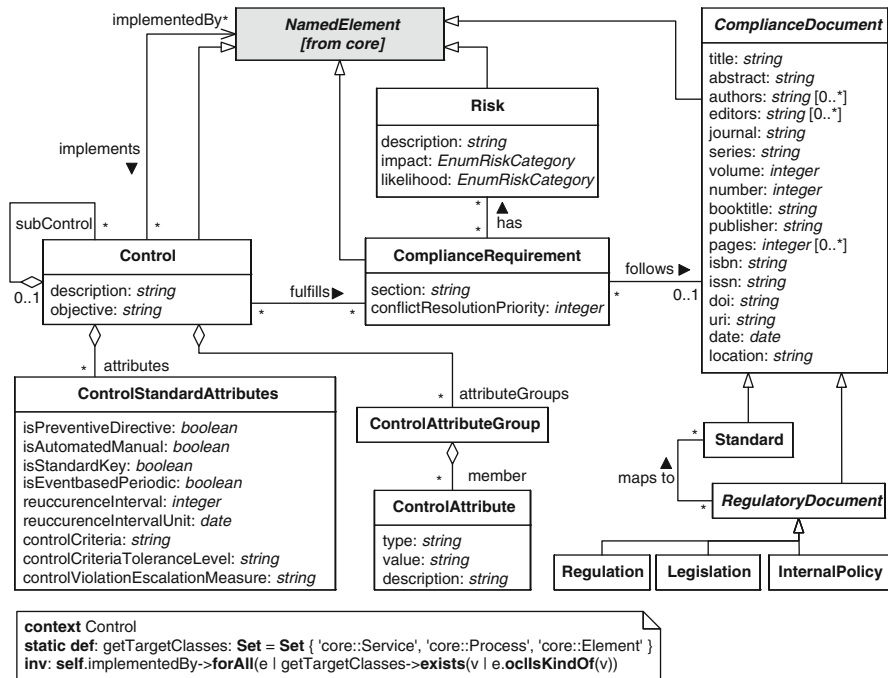 implementedBy*
NamedElement
[from core]
ComplianceDocument
title: string
abstract: string
authors: string [0..*]
editors: string [0..*]
journal: string
series: string
volume: integer
number: integer
booktitle: string
publisher: string
pages: integer [0..*]
isbn: string
issn: string
doi: string
uri: string
date: date
location: string
Risk
description: string
impact: EnumRiskCategory
likelihood: EnumRiskCategory
implements
▼
subControl
*
*
0..1
Control
description: string
objective: string
*
▲
has
*
ComplianceRequirement
section: string
conflictResolutionPriority: integer
fulfills ▶
*
*
follows ▶
*
0..1
* attributes
ControlStandardAttributes
isPreventiveDirective: boolean
isAutomatedManual: boolean
isStandardKey: boolean
isEventbasedPeriodic: boolean
reuccurenceInterval: integer
reuccurenceIntervalUnit: date
controlCriteria: string
controlCriteriaToleranceLevel: string
controlViolationEscalationMeasure: string
* attributeGroups
ControlAttributeGroup
* member
ControlAttribute
type: string
value: string
description: string
*
Standard
▲
maps to
*
RegulatoryDocument
Regulation
Legislation
InternalPolicy
context Control
static def: getTargetClasses: Set = Set { 'core::Service', 'core::Process', 'core::Element' }
inv: self.implementedBy->forAll(e | getTargetClasses->exists(v | e.oclIsKindOf(v))